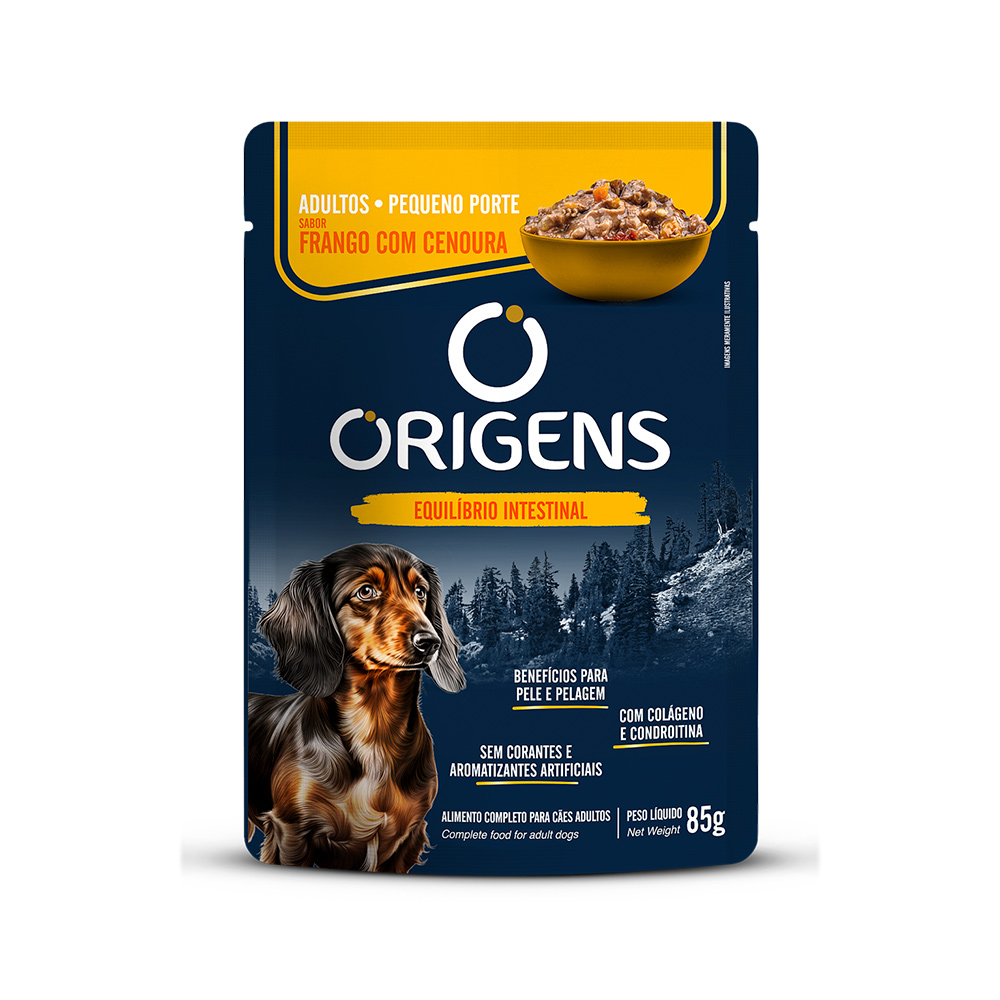 ADULTOS • PEQUENO PORTE
SABOR
FRANGO COM CENOURA
IMAGENS MERAMENTE ILUSTRATIVAS
ORIGENS
EQUILÍBRIO INTESTINAL
BENEFÍCIOS PARA
PELE E PELAGEM
COM COLÁGENO
E CONDROITINA
SEM CORANTES E
AROMATIZANTES ARTIFICIAIS
ALIMENTO COMPLETO PARA CÃES ADULTOS
Complete food for adult dogs
PESO LÍQUIDO
Net Weight
85g